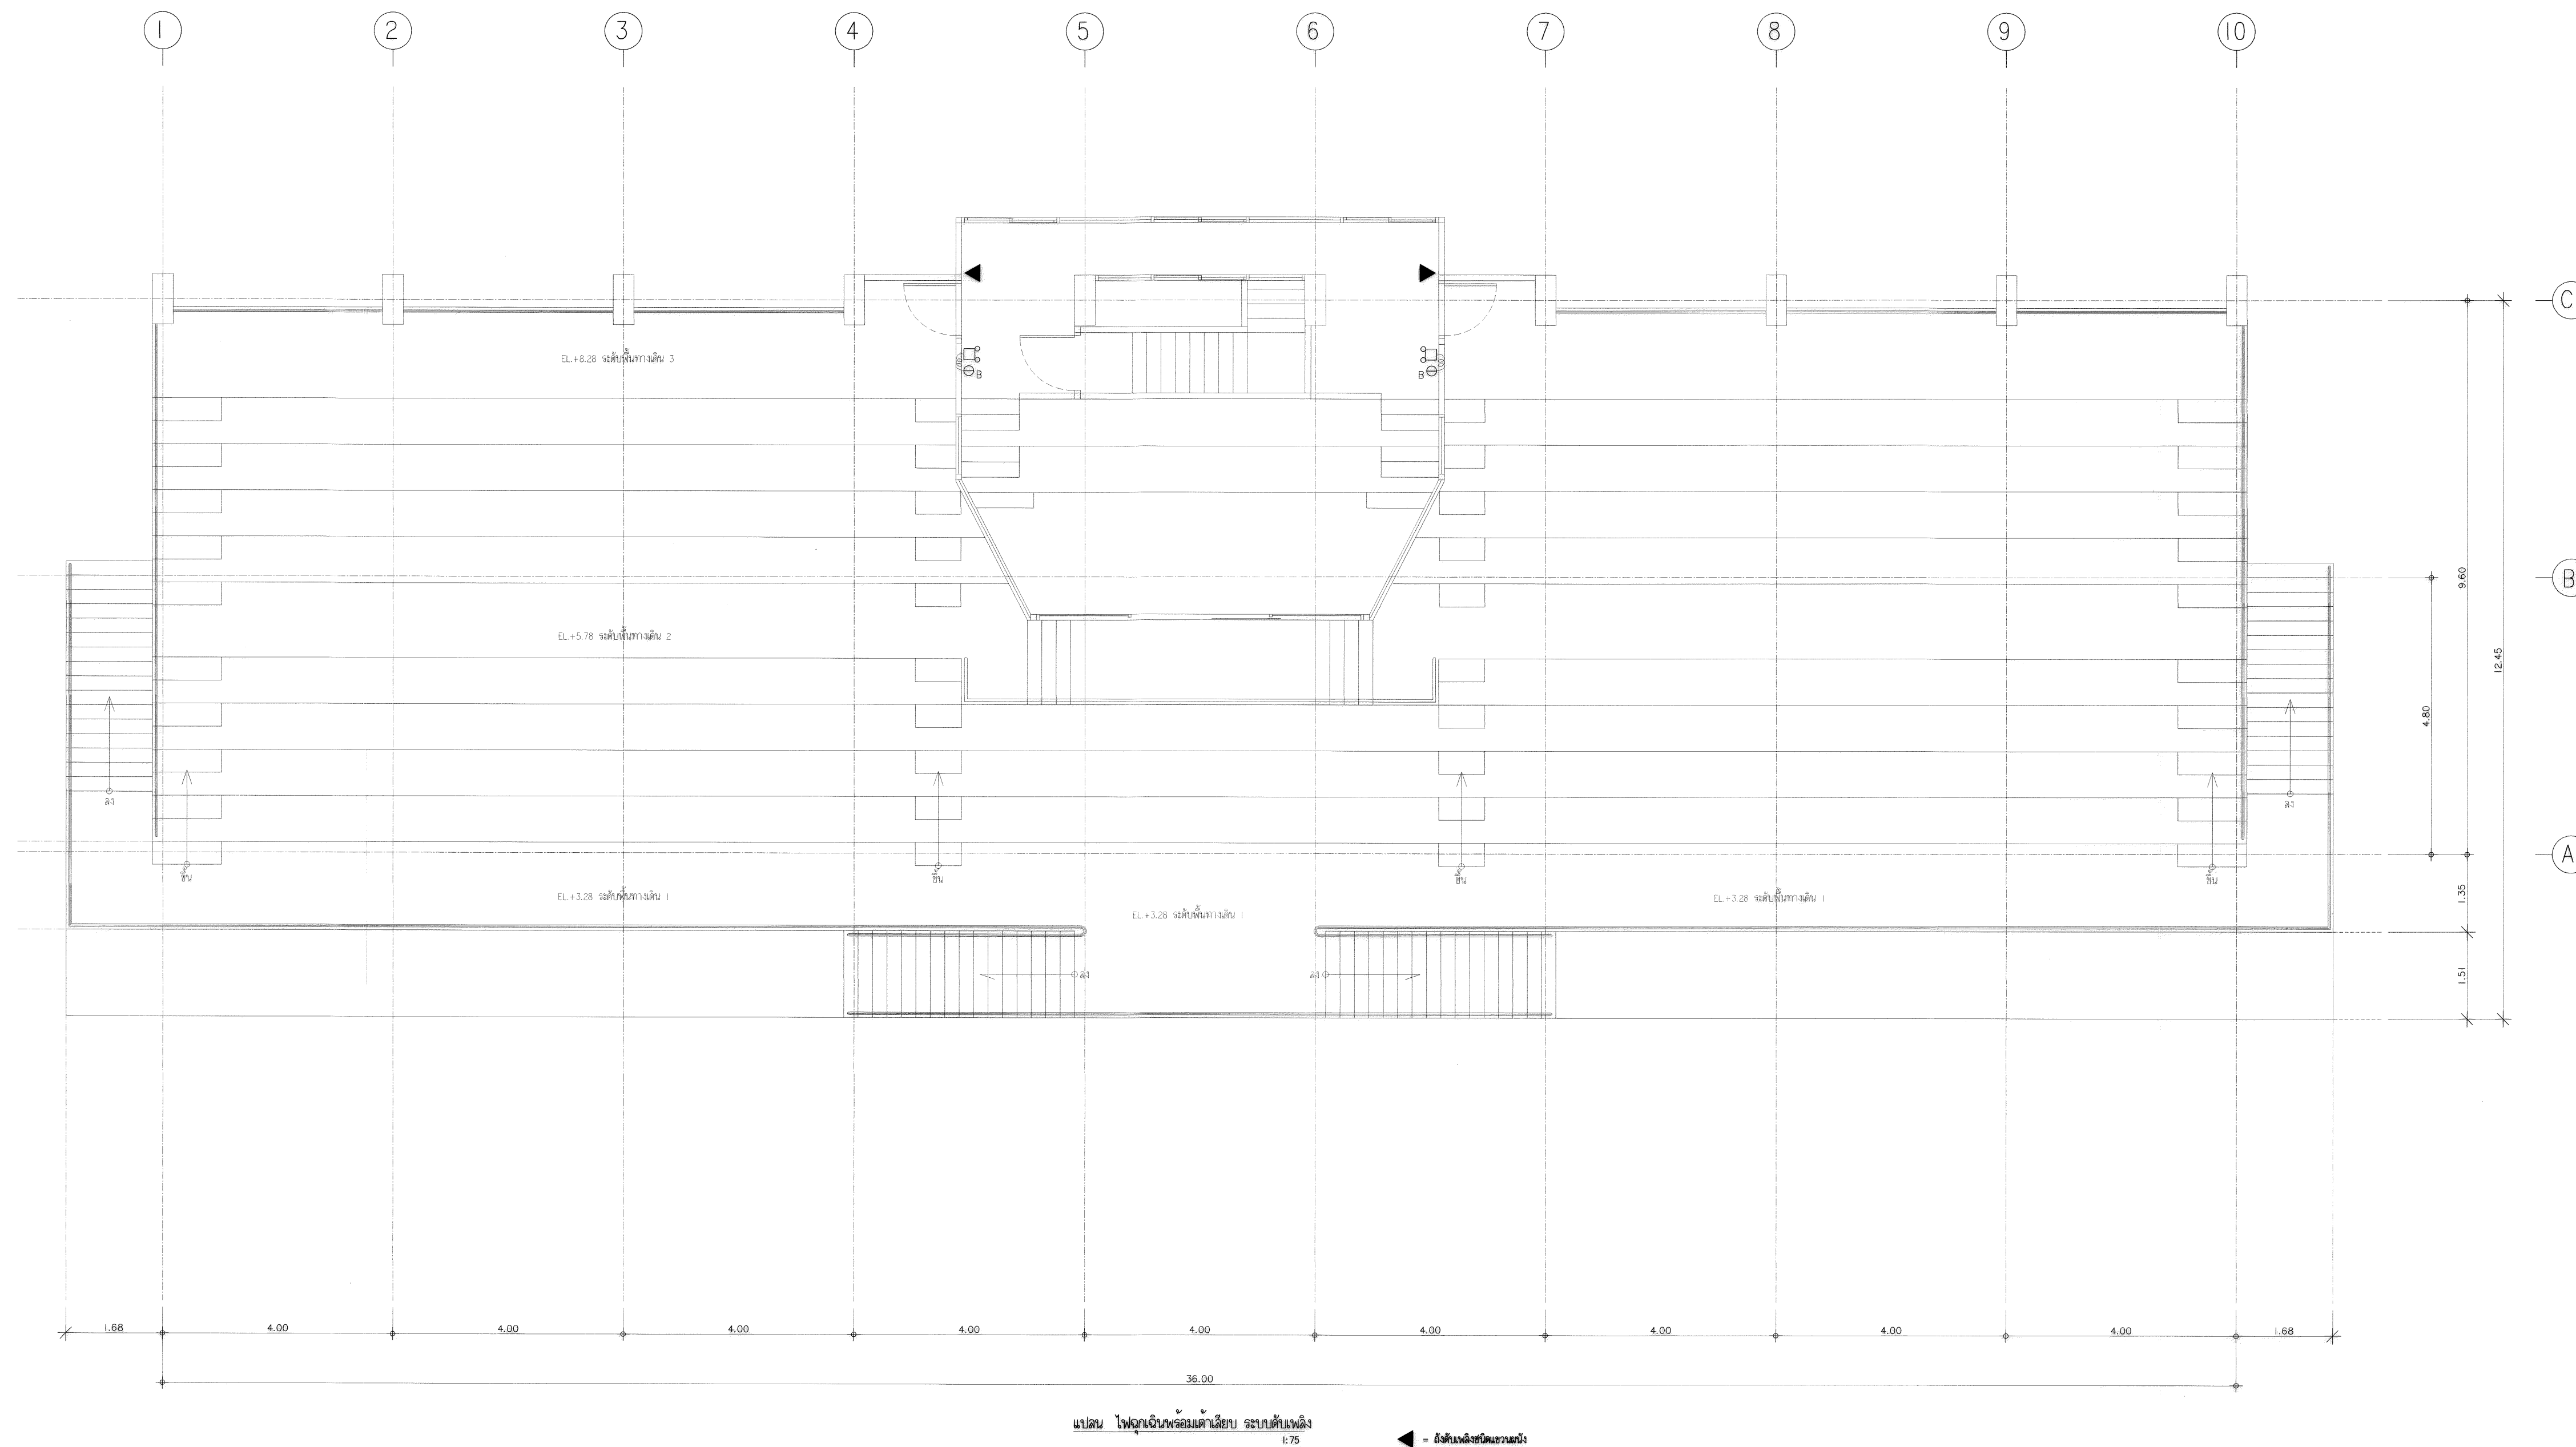 1 2 3 4 5 6 7 8 9 10
C
EL.+8.28 ระดับพื้นทางเดิน 3
B B
B
9.60
12.45
EL.+5.78 ระดับพื้นทางเดิน 2
4.80
ลง ลง
A
ขึ้น ขึ้น ขึ้น ขึ้น
EL.+3.28 ระดับพื้นทางเดิน 1 EL.+3.28 ระดับพื้นทางเดิน 1
1.35
EL.+3.28 ระดับพื้นทางเดิน 1
ลง ลง
1.51
1.68 4.00 4.00 4.00 4.00 4.00 4.00 4.00 4.00 4.00 1.68
36.00
แปลน ไฟฉุกเฉินพร้อมเต้าเสียบ ระบบดับเพลิง
1:75
= ถังดับเพลิงชนิดแขวนผนัง